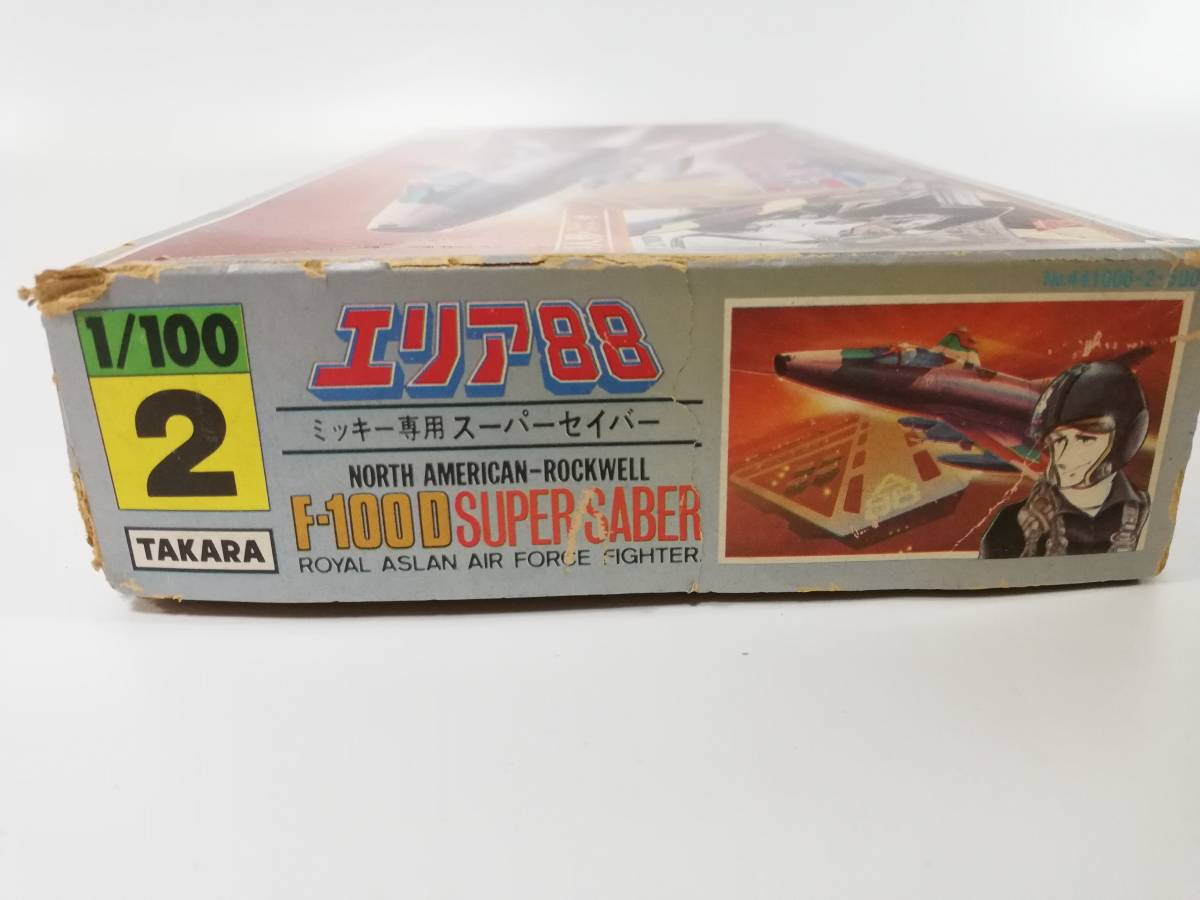 1/100
2
TAKARA
エリア88
ミッキー専用 スーパーセイバー
NORTH AMERICAN-ROCKWELL
F-100D SUPER SABER
ROYAL ASLAN AIR FORCE FIGHTER
88